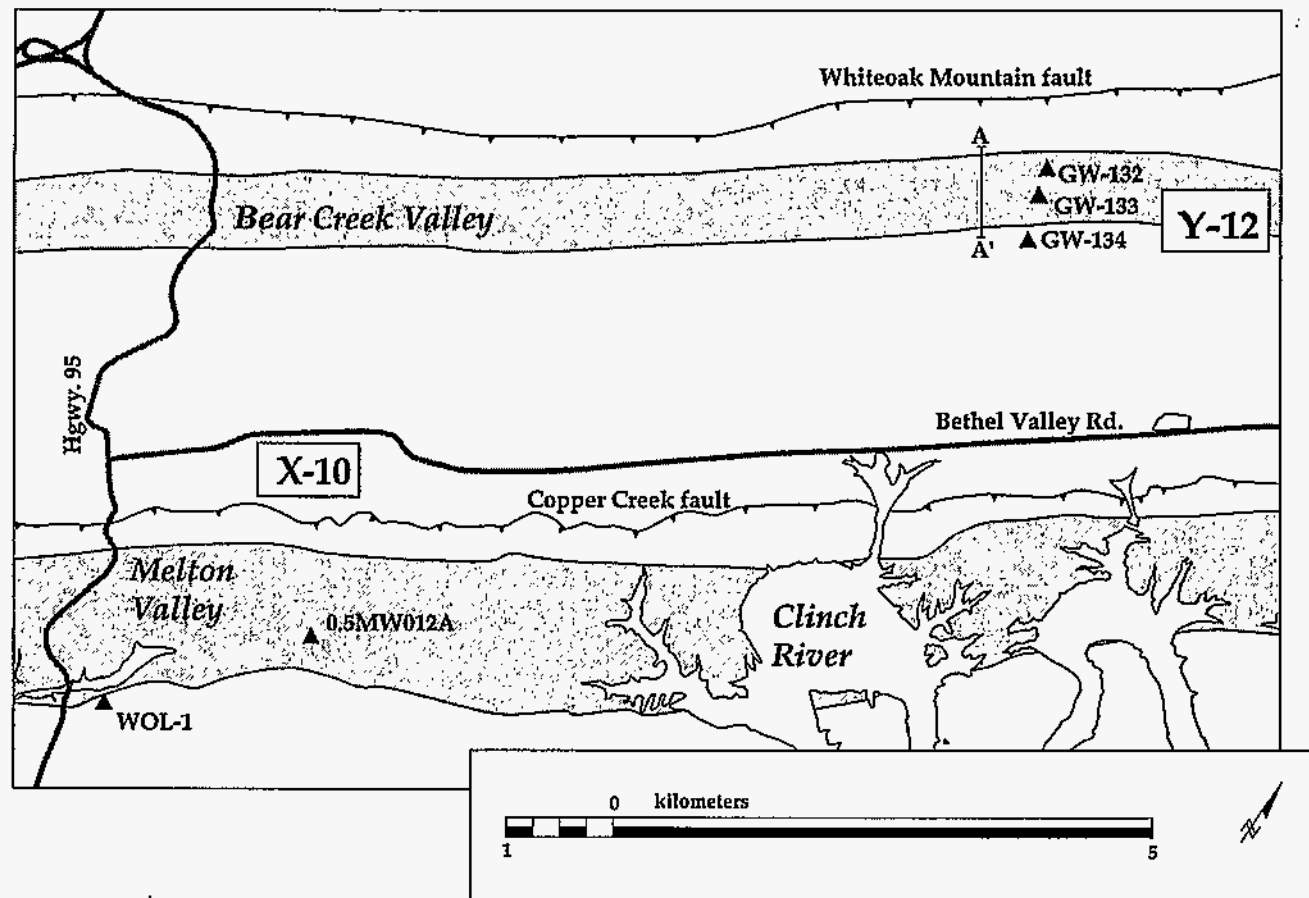 Whiteoak Mountain fault
A
GW-132
Bear Creek Valley
GW-133
Y-12
A'
GW-134
Hgwy. 95
Bethel Valley Rd.
X-10
Copper Creek fault
Melton
Valley
0.5MW012A
Clinch
River
WOL-1
0 kilometers
1 5
N